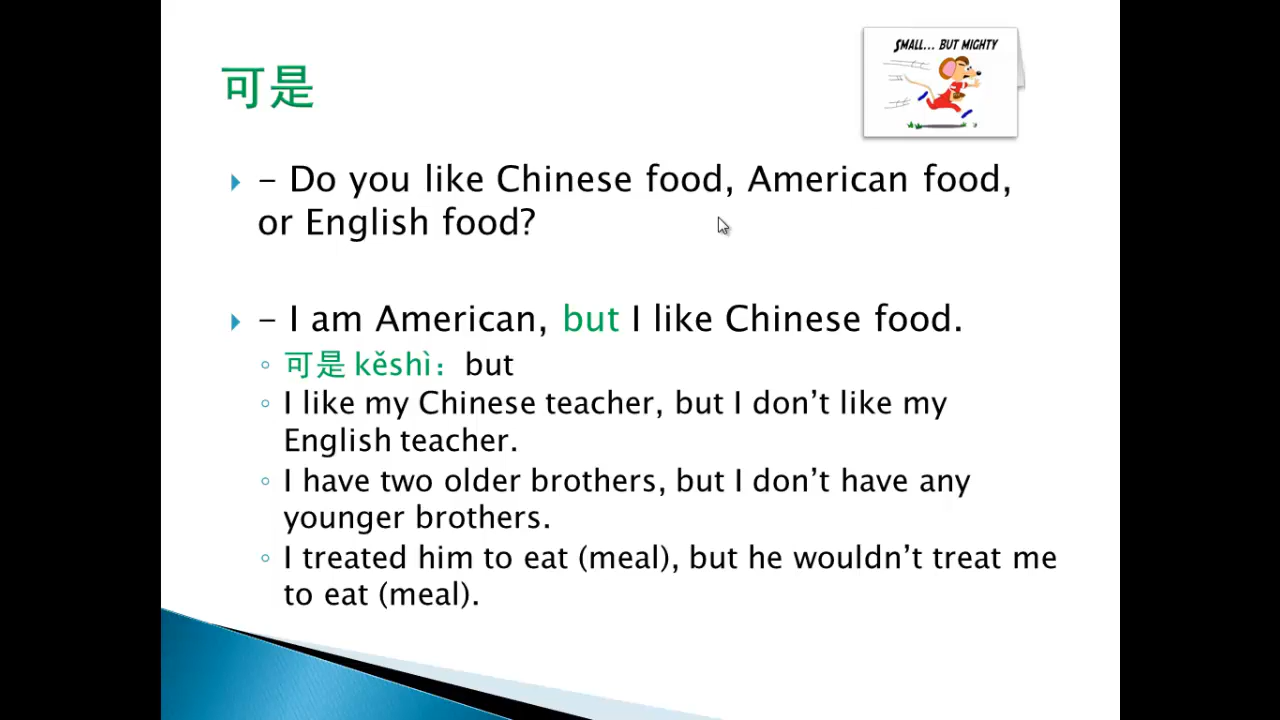 SMALL... BUT MIGHTY
可是
- Do you like Chinese food, American food,
or English food?
- I am American, but I like Chinese food.
可是 kěshì：but
I like my Chinese teacher, but I don’t like my
English teacher.
I have two older brothers, but I don’t have any
younger brothers.
I treated him to eat (meal), but he wouldn’t treat me
to eat (meal).